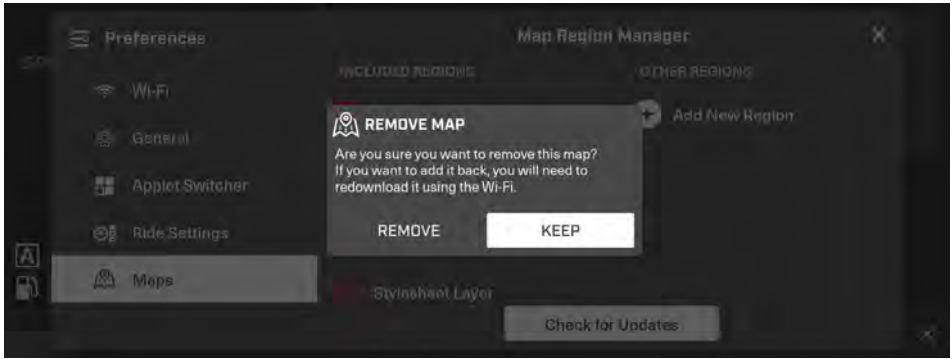 Preferences
Map Region Manager
INCLUDED REGIONS
OTHER REGIONS
Wi-Fi
Add New Region
General
Applet Switcher
Ride Settings
Maps
REMOVE MAP
Are you sure you want to remove this map?
If you want to add it back, you will need to
redownload it using the Wi-Fi.
REMOVE
KEEP
A
Stylesheet Layer
Check for Updates